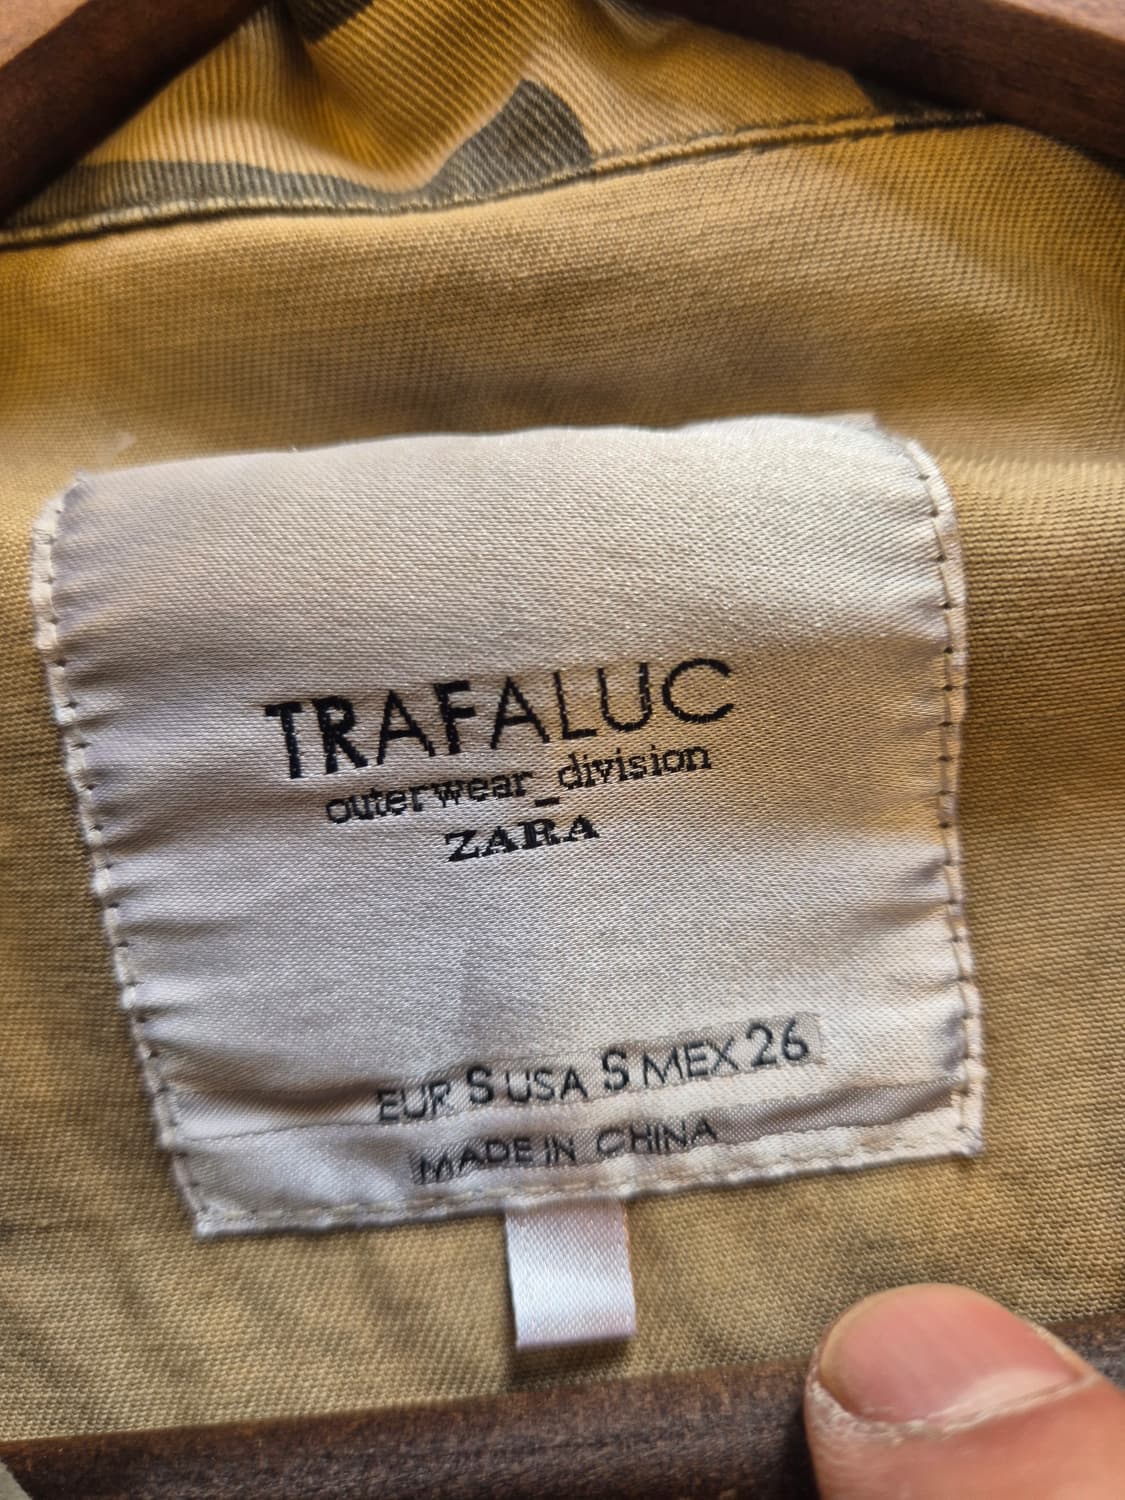 TRAFALUC
outerwear_division
ZARA
EUR S USA S MEX 26
MADE IN CHINA